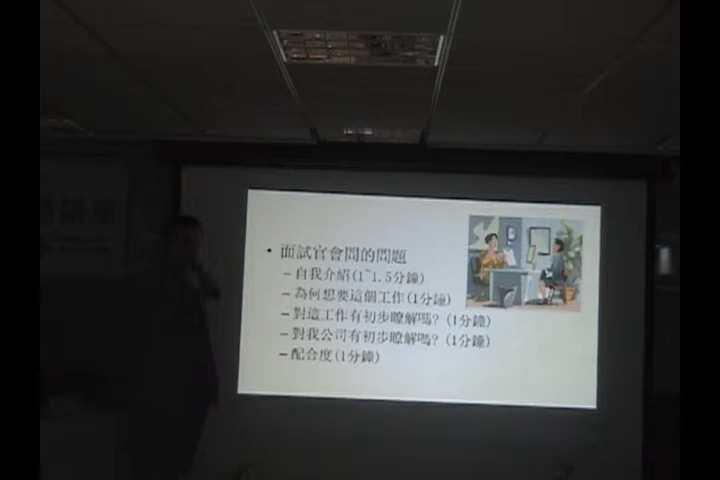 • 面試官會問的問題
–自我介紹(1~1.5分鐘)
–為何想要這個工作(1分鐘)
–對這工作有初步瞭解嗎? (1分鐘)
–對我公司有初步瞭解嗎? (1分鐘)
–配合度(1分鐘)